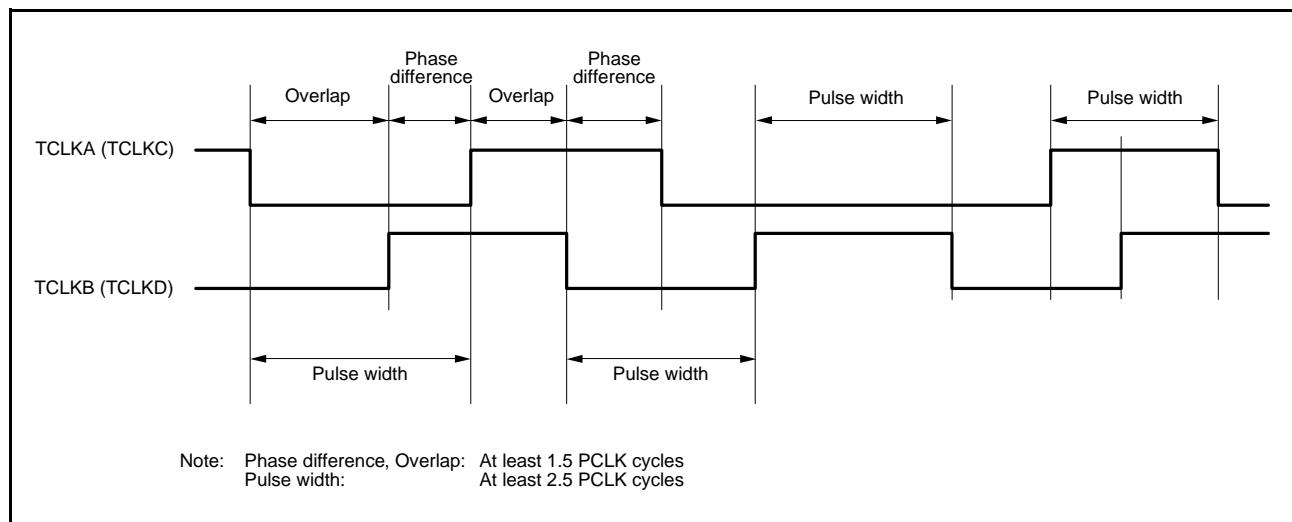 Phase
difference
Phase
difference
Overlap
Overlap
Pulse width
Pulse width
TCLKA (TCLKC)
TCLKB (TCLKD)
Pulse width
Pulse width
Note: Phase difference, Overlap: At least 1.5 PCLK cycles
Pulse width: At least 2.5 PCLK cycles